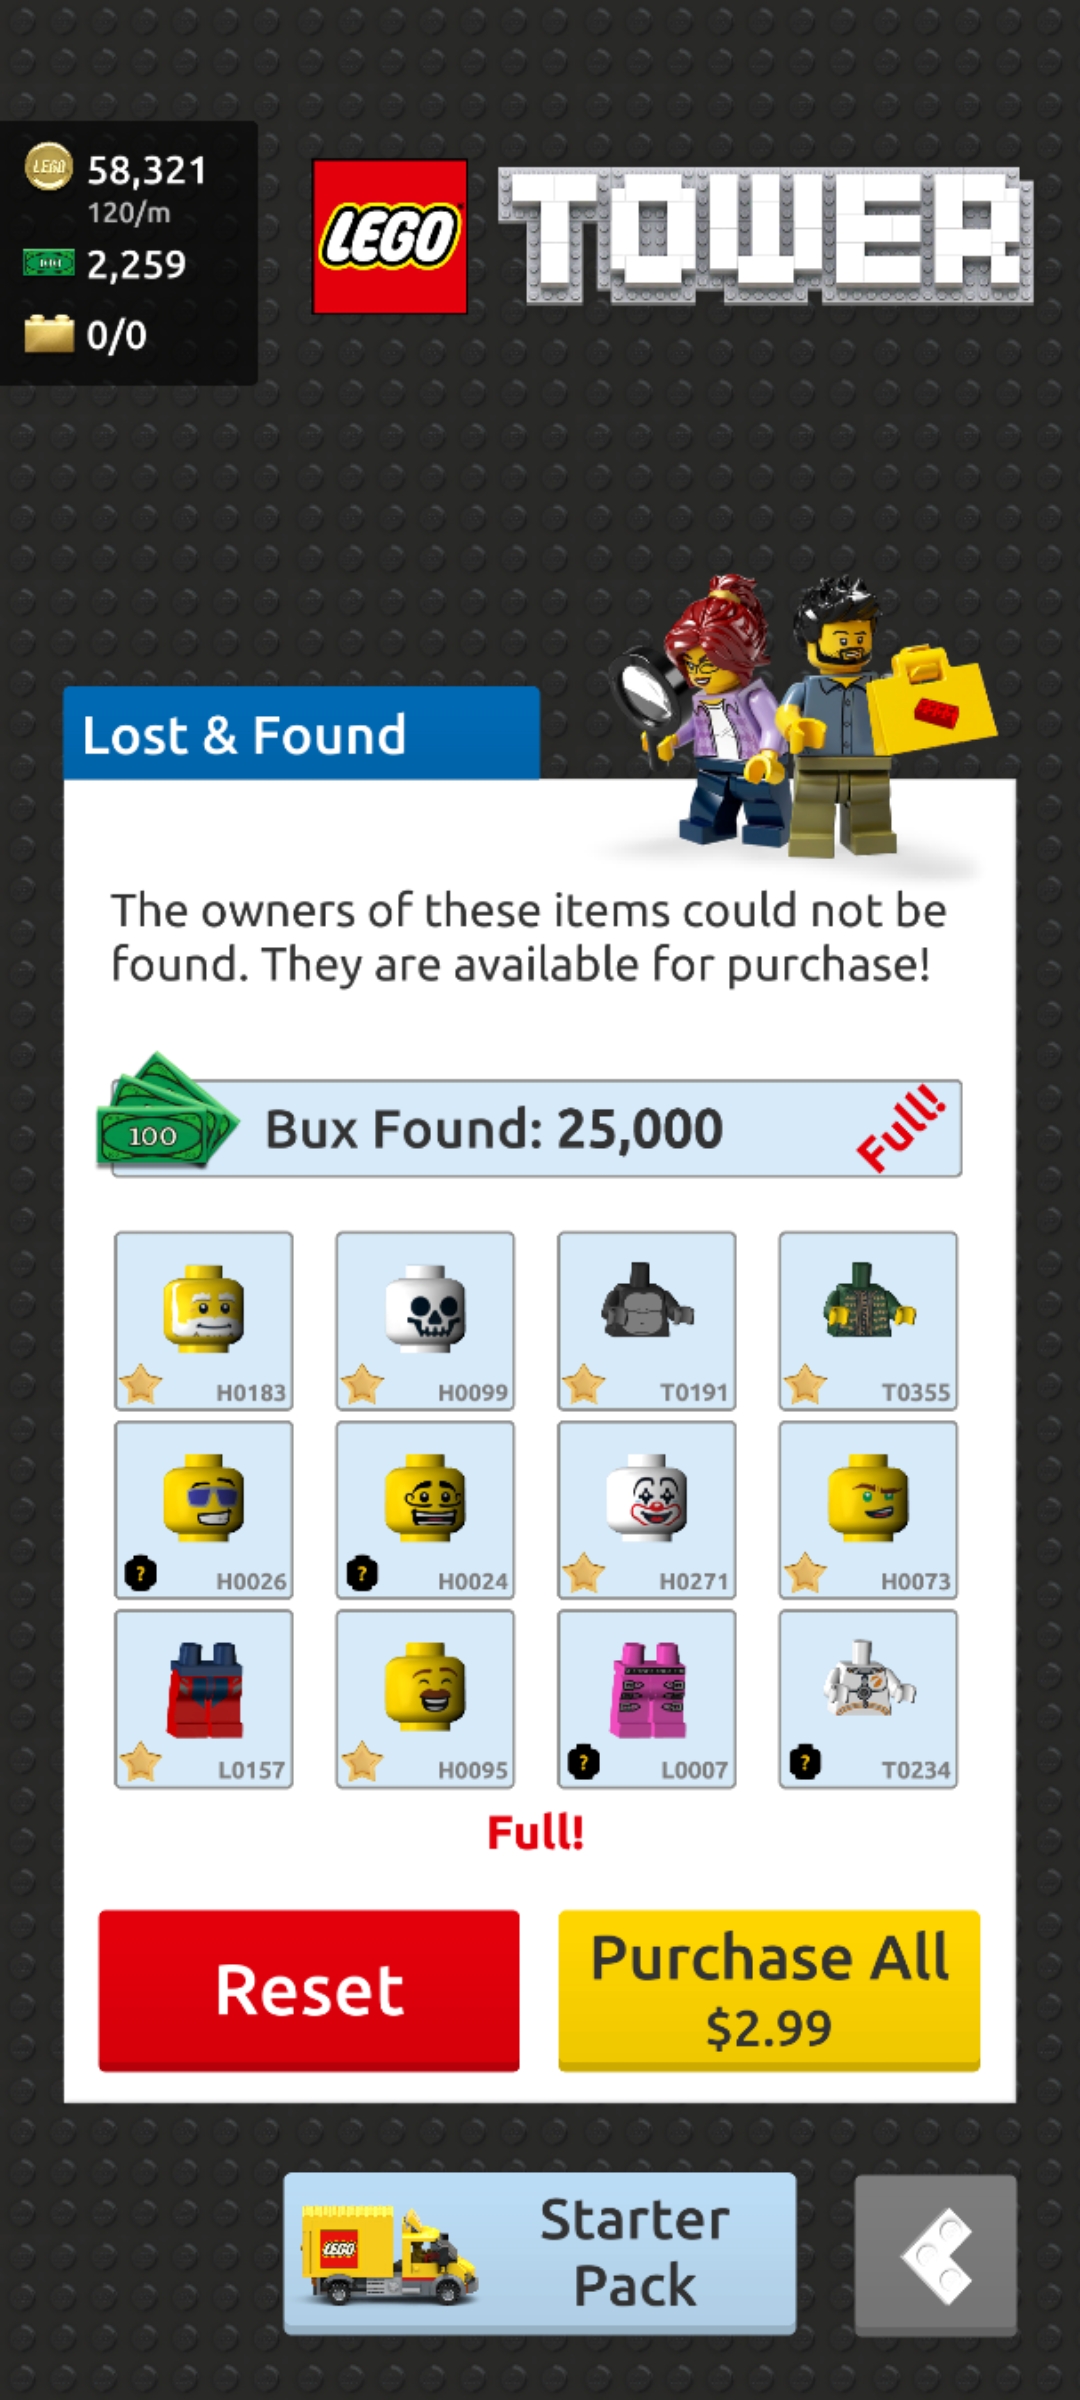 58,321
120/m
2,259
0/0
LEGO
TOWER
Lost & Found
The owners of these items could not be
found. They are available for purchase!
100
Bux Found: 25,000
Full!
H0183
H0099
T0191
T0355
?
H0026
?
H0024
H0271
H0073
L0157
H0095
?
L0007
?
T0234
Full!
Reset
Purchase All
$2.99
LEGO
Starter
Pack